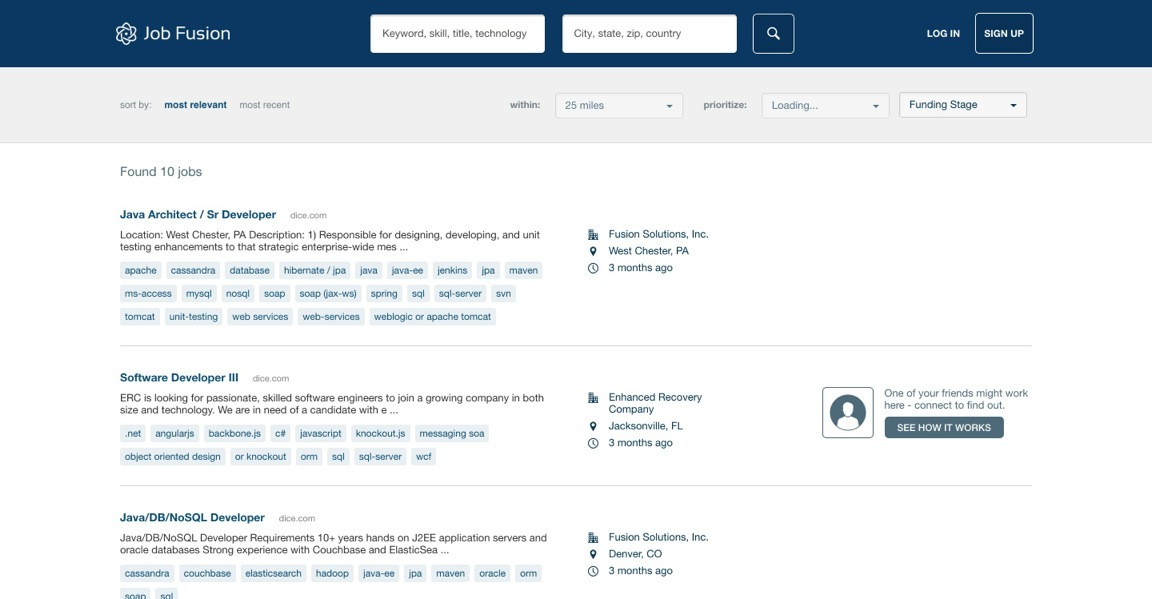 Job Fusion
Keyword, skill, title, technology
City, state, zip, country
LOG IN
SIGN UP
sort by: most relevant most recent
within: 25 miles
prioritize: Loading...
Funding Stage
Found 10 jobs
Java Architect / Sr Developer dice.com
Location: West Chester, PA Description: 1) Responsible for designing, developing, and unit
testing enhancements to that strategic enterprise-wide mes ...
apache cassandra database hibernate / jpa java java-ee jenkins jpa maven
ms-access mysql nosql soap soap (jax-ws) spring sql sql-server svn
tomcat unit-testing web services web-services weblogic or apache tomcat
Fusion Solutions, Inc.
West Chester, PA
3 months ago
Software Developer III dice.com
ERC is looking for passionate, skilled software engineers to join a growing company in both
size and technology. We are in need of a candidate with e ...
.net angularjs backbone.js c# javascript knockout.js messaging soa
object oriented design or knockout orm sql sql-server wcf
Enhanced Recovery
Company
Jacksonville, FL
3 months ago
One of your friends might work
here - connect to find out.
SEE HOW IT WORKS
Java/DB/NoSQL Developer dice.com
Java/DB/NoSQL Developer Requirements 10+ years hands on J2EE application servers and
oracle databases Strong experience with Couchbase and ElasticSea ...
cassandra couchbase elasticsearch hadoop java-ee jpa maven oracle orm
soap sql
Fusion Solutions, Inc.
Denver, CO
3 months ago